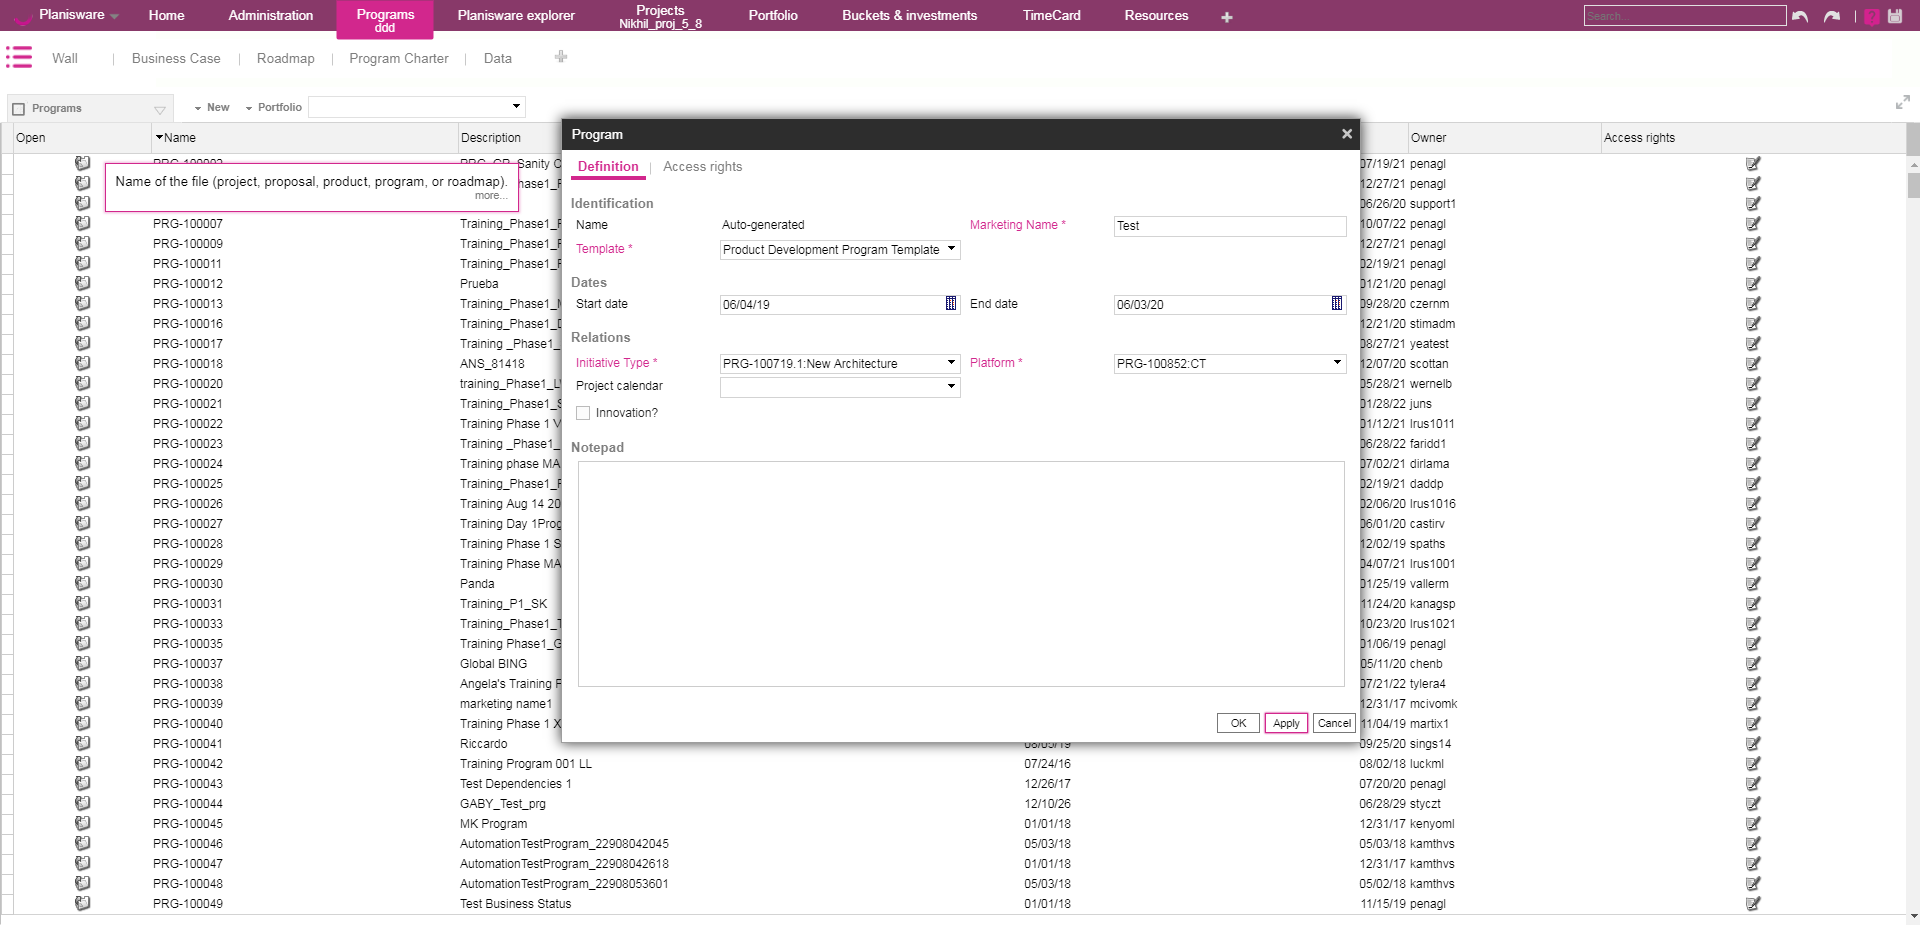 Planisware Home Administration Programs Planisware explorer Projects Portfolio Buckets & investments TimeCard Resources Search...
ddd Nikhil_proj_5_8
Wall Business Case Roadmap Program Charter Data
Programs New Portfolio
Open Name Description Owner Access rights
Name of the file (project, proposal, product, program, or roadmap).
more...
Program
Definition Access rights
Identification
Name Auto-generated Marketing Name * Test
Template * Product Development Program Template
Dates
Start date 06/04/19 End date 06/03/20
Relations
Initiative Type * PRG-100719.1:New Architecture Platform * PRG-100852:CT
Project calendar
Innovation?
Notepad
OK Apply Cancel
Sanity C 07/19/21 penagl
12/27/21 penagl
06/26/20 support1
PRG-100007 Training_Phase1_F 10/07/22 penagl
PRG-100009 Training_Phase1_F 12/27/21 penagl
PRG-100011 Training_Phase1_F 02/19/21 penagl
PRG-100012 Prueba 01/21/20 penagl
PRG-100013 Training_Phase1_M 09/28/20 czernm
PRG-100016 Training_Phase1_D 12/21/20 stimadm
PRG-100017 Training _Phase1_ 08/27/21 yeatest
PRG-100018 ANS_81418 12/07/20 scottan
PRG-100020 training_Phase1_L 05/28/21 wernelb
PRG-100021 Training_Phase1_S 01/28/22 juns
PRG-100022 Training Phase 1 V 01/12/21 lrus1011
PRG-100023 Training _Phase1_ 06/28/22 faridd1
PRG-100024 Training phase MA 07/02/21 dirlama
PRG-100025 Training_Phase1_F 02/19/21 daddp
PRG-100026 Training Aug 14 20 02/06/20 lrus1016
PRG-100027 Training Day 1Prog 06/01/20 castirv
PRG-100028 Training Phase 1 S 12/02/19 spaths
PRG-100029 Training Phase MA 04/07/21 lrus1001
PRG-100030 Panda 01/25/19 vallerm
PRG-100031 Training_P1_SK 11/24/20 kanagsp
PRG-100033 Training_Phase1_T 10/23/20 lrus1021
PRG-100035 Training Phase1_G 01/06/19 penagl
PRG-100037 Global BING 05/11/20 chenb
PRG-100038 Angela's Training F 07/21/22 tylera4
PRG-100039 marketing name1 12/31/17 mcivomk
PRG-100040 Training Phase 1 X 11/04/19 martix1
PRG-100041 Riccardo 08/05/19 09/25/20 sings14
PRG-100042 Training Program 001 LL 07/24/16 08/02/18 luckml
PRG-100043 Test Dependencies 1 12/26/17 07/20/20 penagl
PRG-100044 GABY_Test_prg 12/10/26 06/28/29 styczt
PRG-100045 MK Program 01/01/18 12/31/17 kenyoml
PRG-100046 AutomationTestProgram_22908042045 05/03/18 05/03/18 kamthvs
PRG-100047 AutomationTestProgram_22908042618 01/01/18 12/31/17 kamthvs
PRG-100048 AutomationTestProgram_22908053601 05/03/18 05/02/18 kamthvs
PRG-100049 Test Business Status 01/01/18 11/15/19 penagl